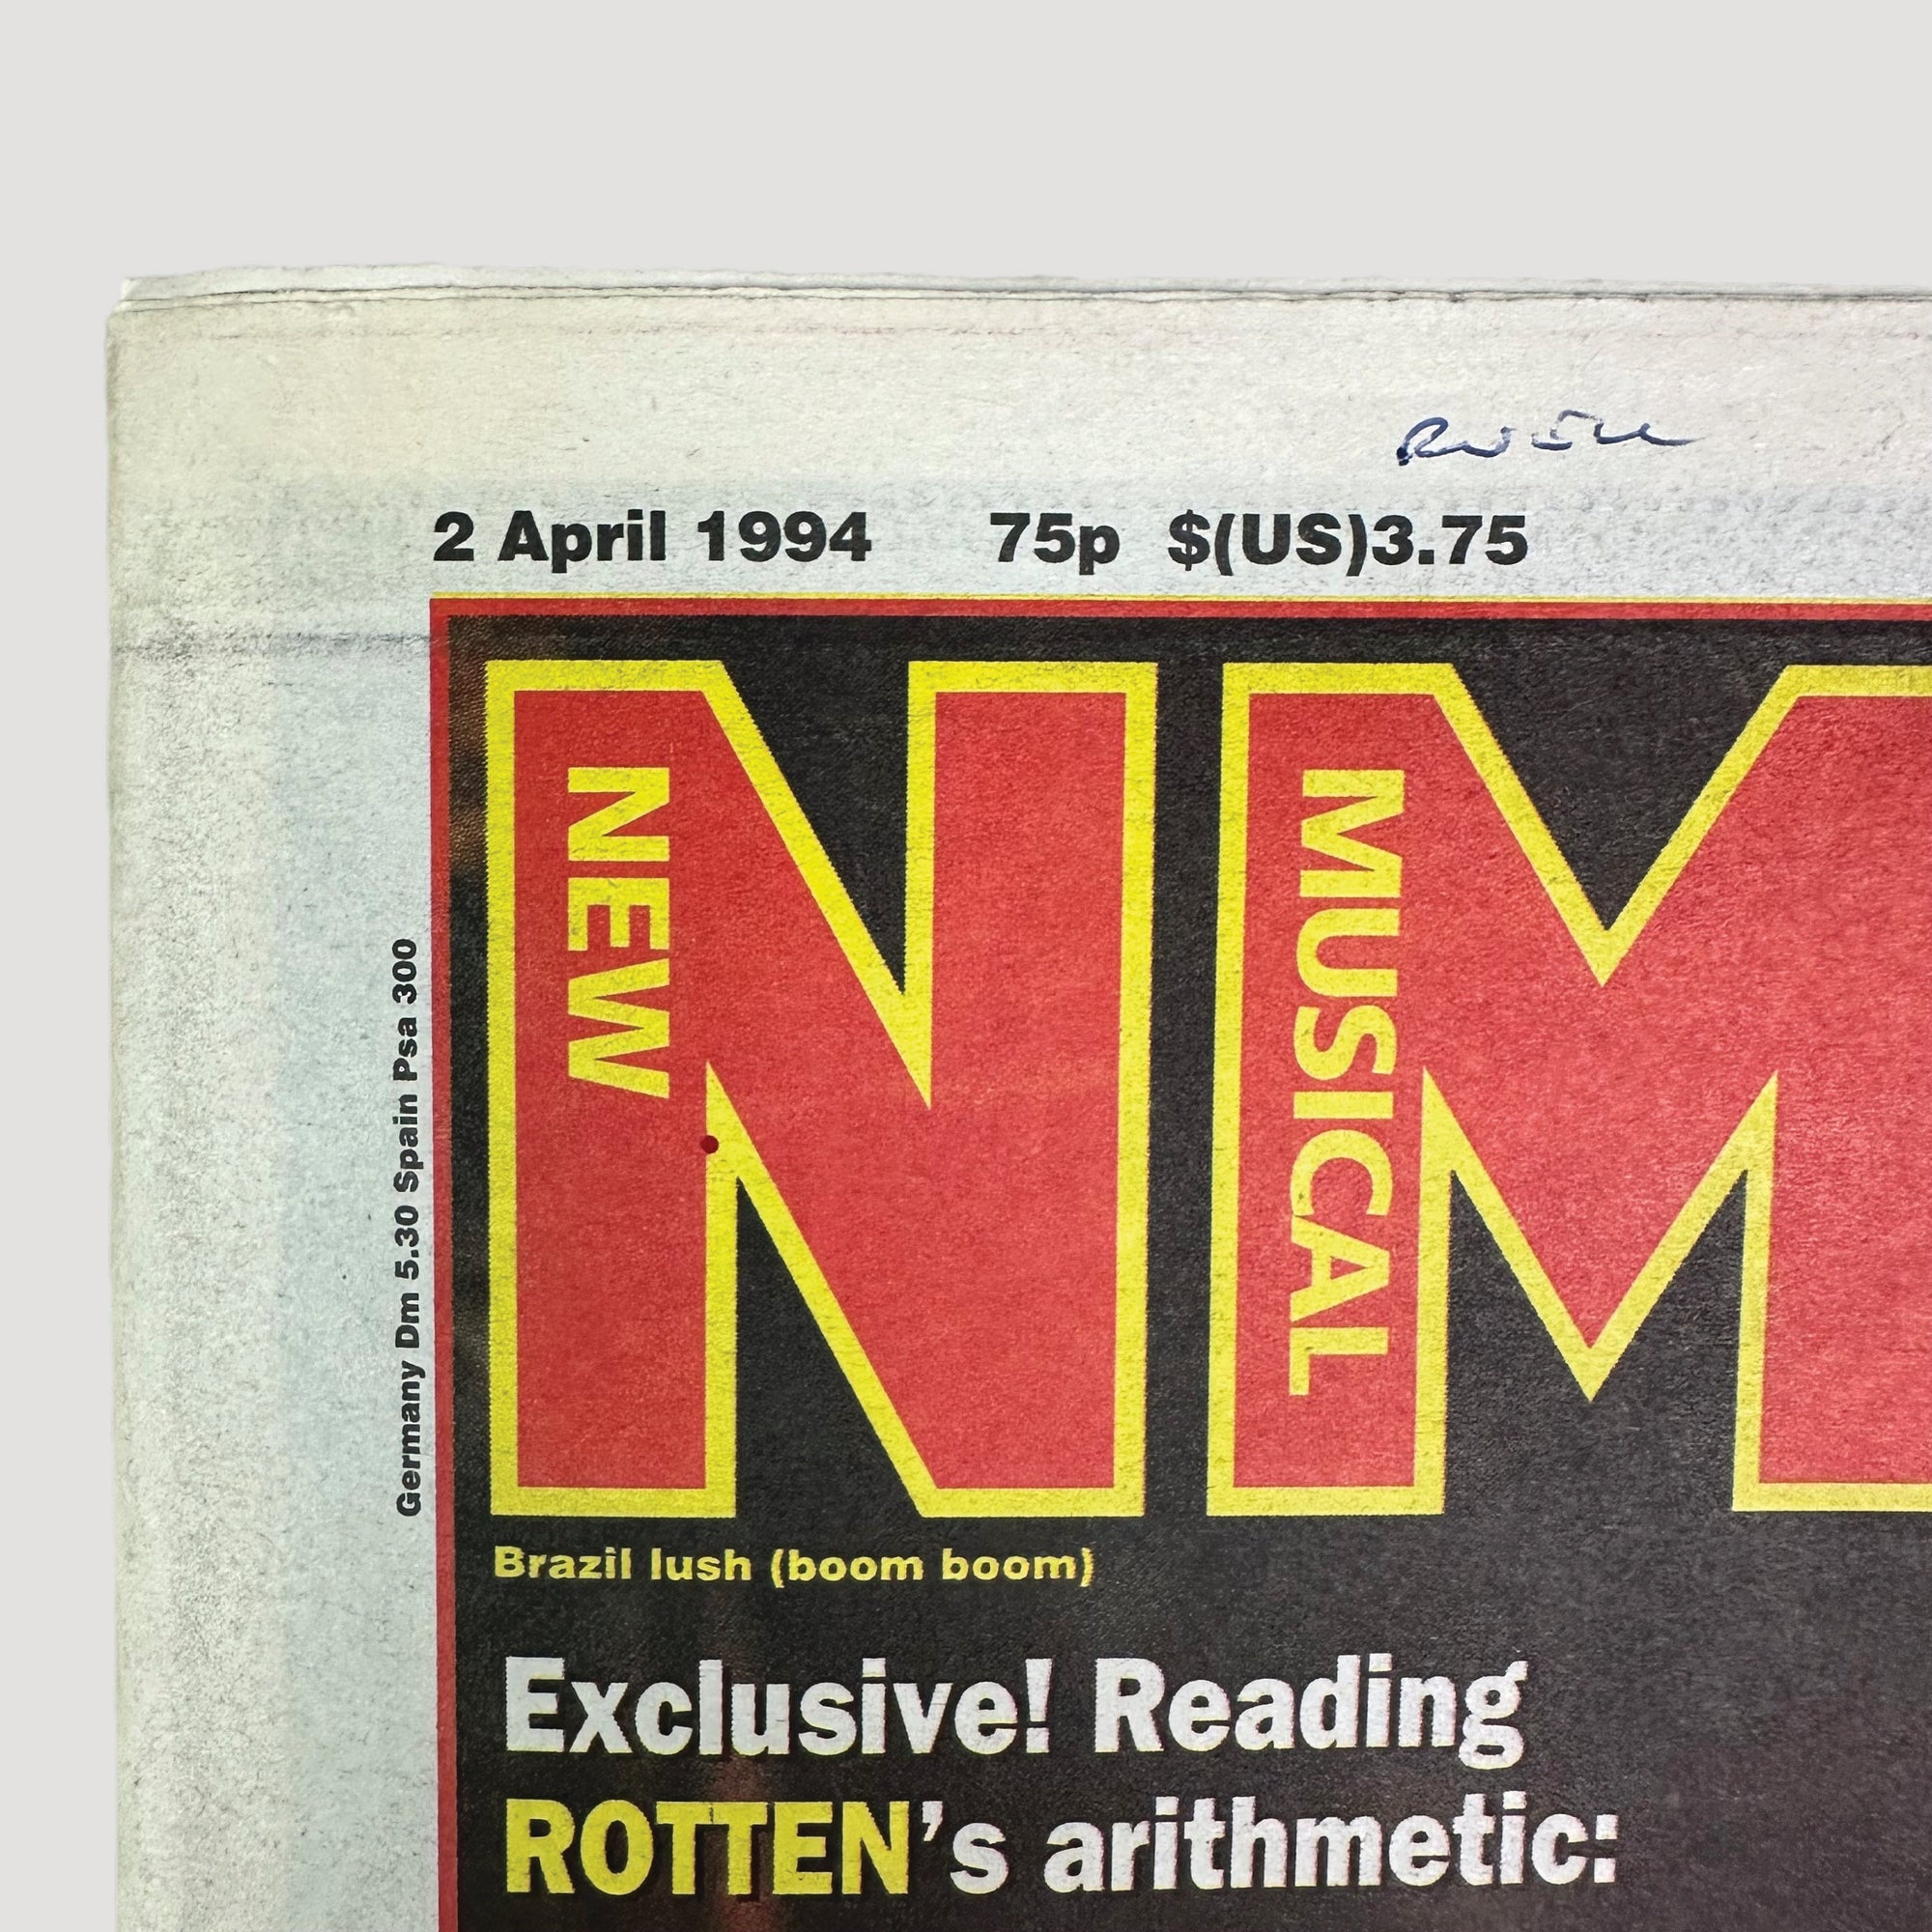 2 April 1994 75p $(US)3.75
Germany Dm 5.30 Spain Psa 300
NM
NEW
MUSICAL
Brazil lush (boom boom)
Exclusive! Reading
ROTTEN's arithmetic: